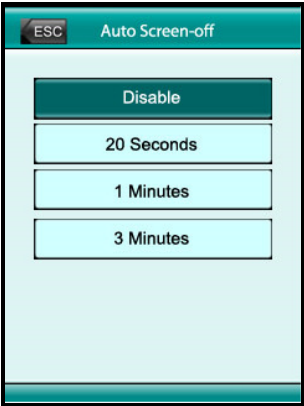 ESC Auto Screen-off
Disable
20 Seconds
1 Minutes
3 Minutes